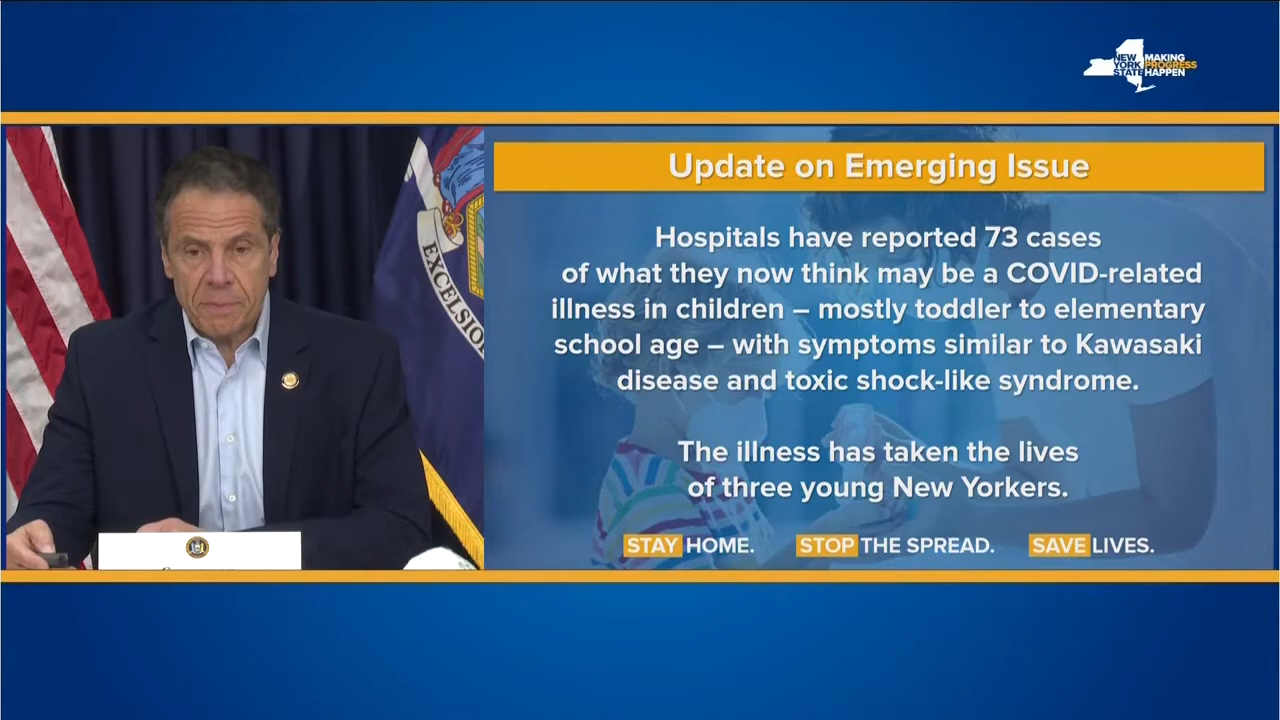 NEW YORK STATE
MAKING PROGRESS HAPPEN
Update on Emerging Issue
Hospitals have reported 73 cases
of what they now think may be a COVID-related
illness in children – mostly toddler to elementary
school age – with symptoms similar to Kawasaki
disease and toxic shock-like syndrome.
The illness has taken the lives
of three young New Yorkers.
STAY HOME. STOP THE SPREAD. SAVE LIVES.
EXCELSIOR